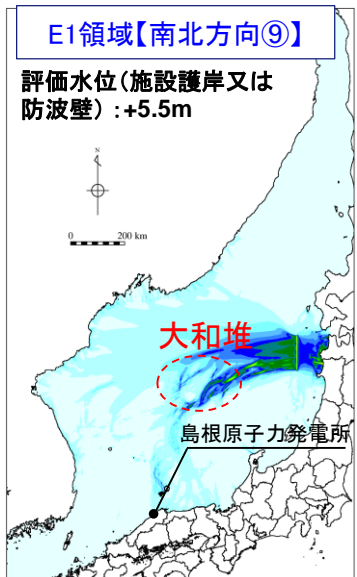 E1領域【南北方向⑨】
評価水位(施設護岸又は
防波壁):+5.5m
N
0 200 km
大和堆
島根原子力発電所